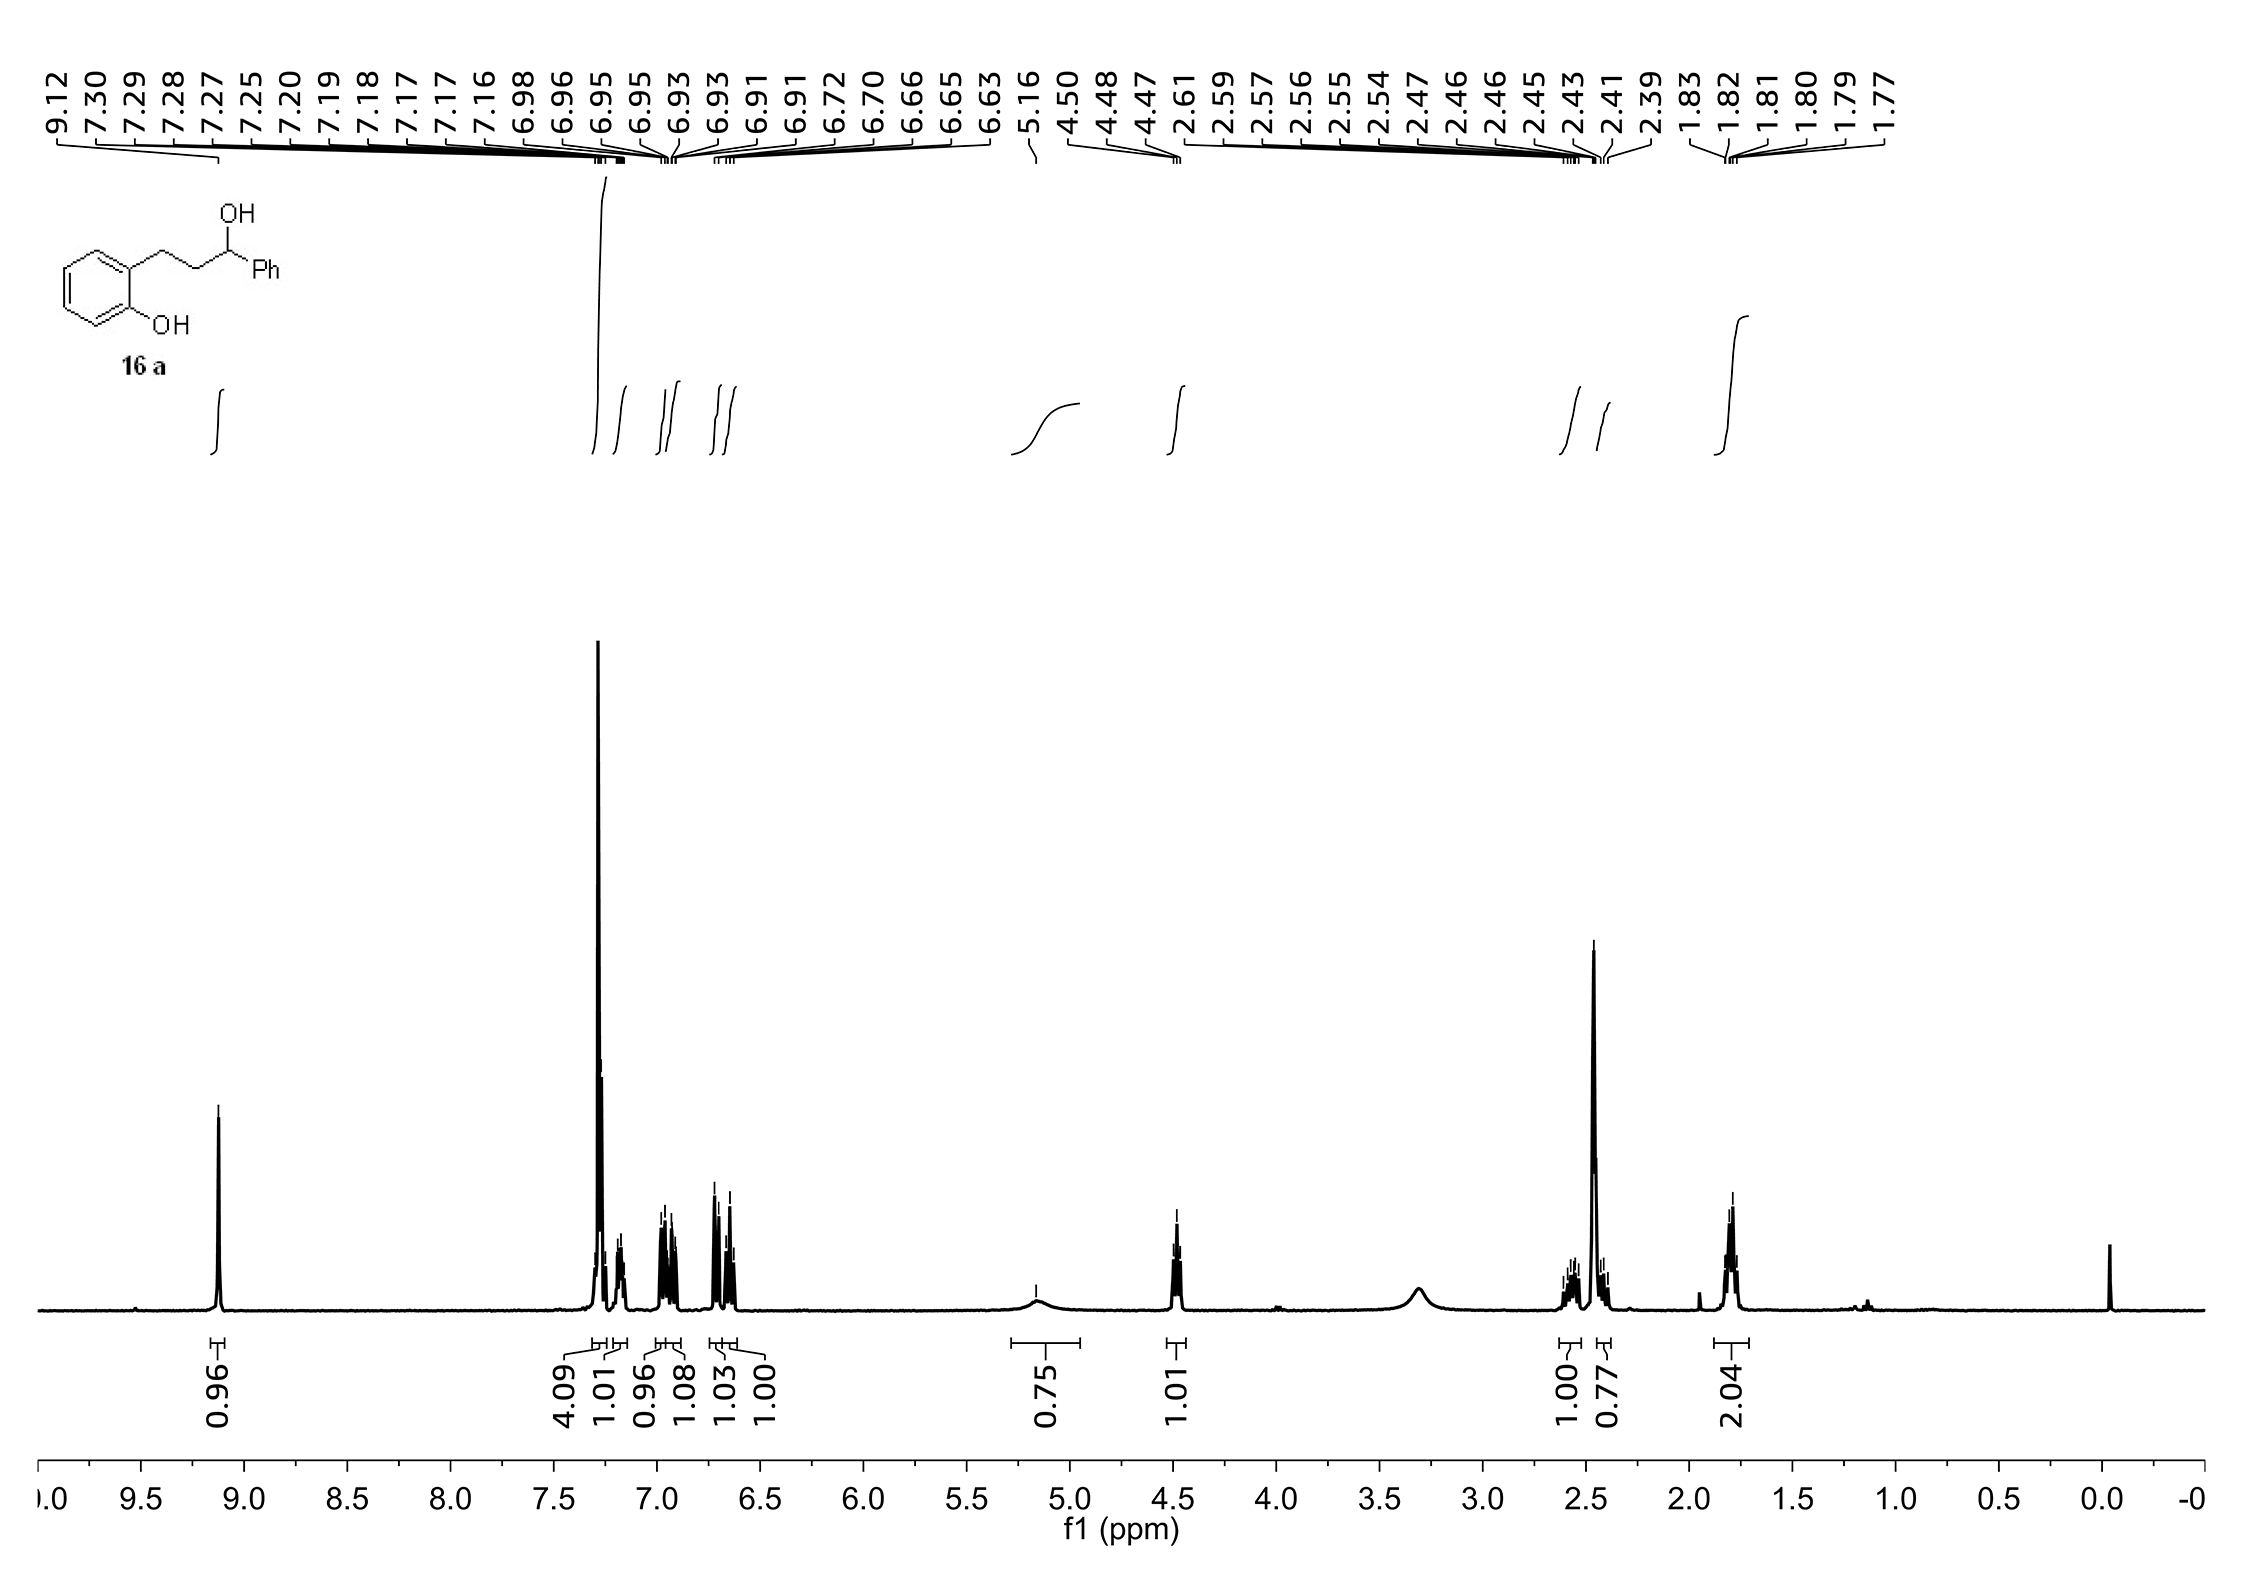 9.12 7.30 7.29 7.28 7.27 7.25 7.20 7.19 7.18 7.17 7.17 7.16 6.98 6.96 6.95 6.95 6.93 6.93 6.91 6.91 6.72 6.70 6.66 6.65 6.63 5.16 4.50 4.48 4.47 2.61 2.59 2.57 2.56 2.55 2.54 2.47 2.46 2.46 2.45 2.43 2.41 2.39 1.83 1.82 1.81 1.80 1.79 1.77
OH
Ph
OH
16 a
0.96 4.09 1.01 0.96 1.08 1.03 1.00 0.75 1.01 1.00 0.77 2.04
).0 9.5 9.0 8.5 8.0 7.5 7.0 6.5 6.0 5.5 5.0 4.5 4.0 3.5 3.0 2.5 2.0 1.5 1.0 0.5 0.0 -0
f1 (ppm)